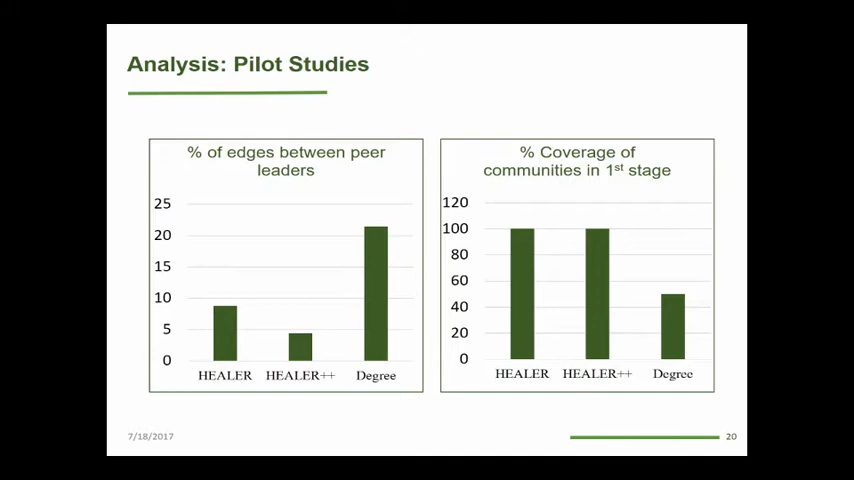 Analysis: Pilot Studies
% of edges between peer
leaders
25
20
15
10
5
0
HEALER HEALER++ Degree
% Coverage of
communities in 1st stage
120
100
80
60
40
20
0
HEALER HEALER++ Degree
7/18/2017
20